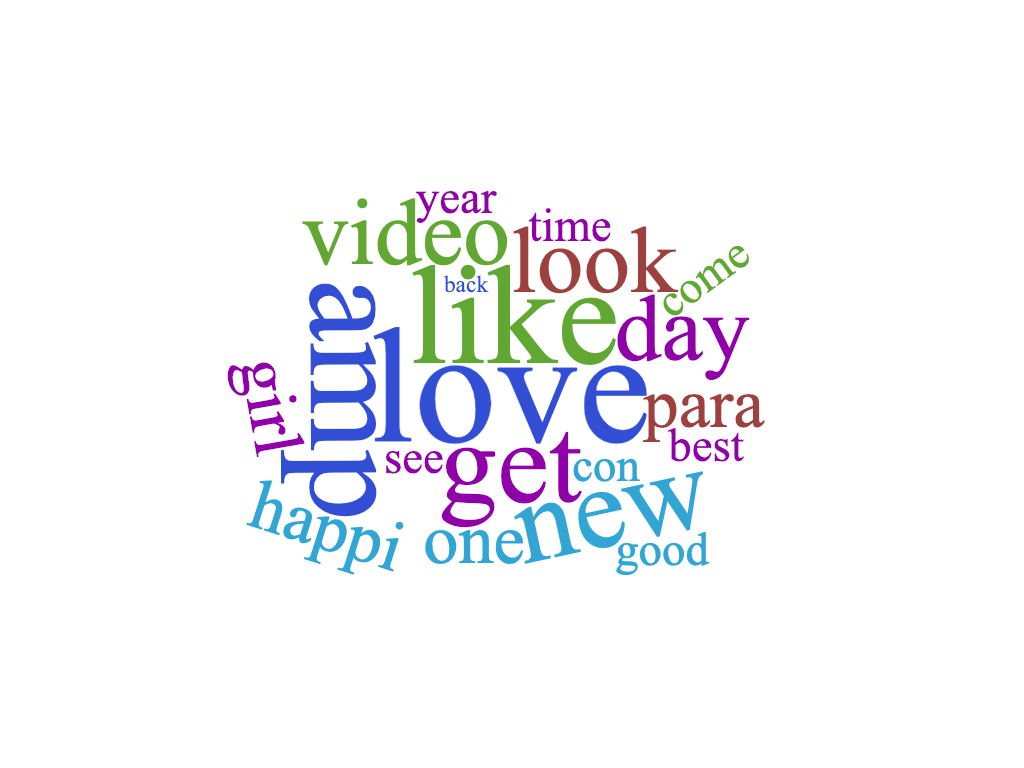 year
time
video
look
come
back
like
day
amp
love
girl
para
best
see
get
con
new
happi
one
good